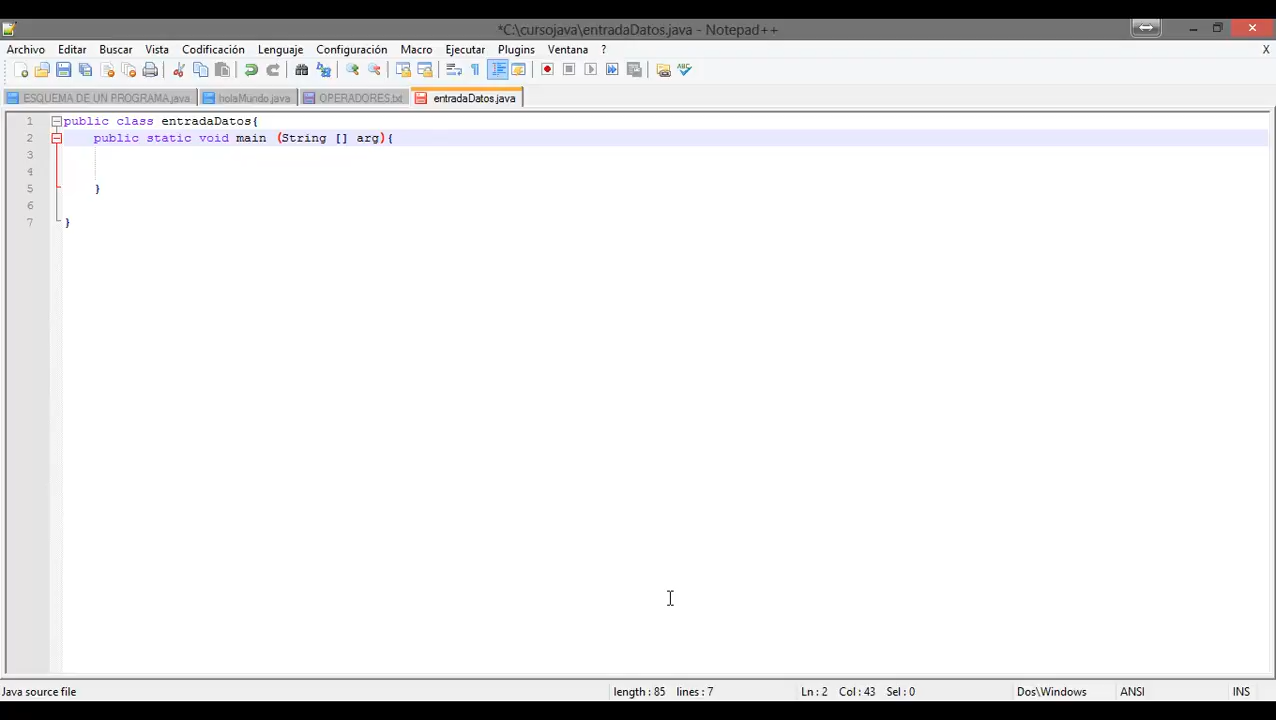 *C:\cursojava\entradaDatos.java - Notepad++
Archivo Editar Buscar Vista Codificación Lenguaje Configuración Macro Ejecutar Plugins Ventana ? X
ESQUEMA DE UN PROGRAMA.java holaMundo.java OPERADORES.txt entradaDatos.java
1 public class entradaDatos{
2 public static void main (String [] arg){
3
4
5 }
6
7 }
Java source file length : 85 lines : 7 Ln : 2 Col : 43 Sel : 0 Dos\Windows ANSI INS